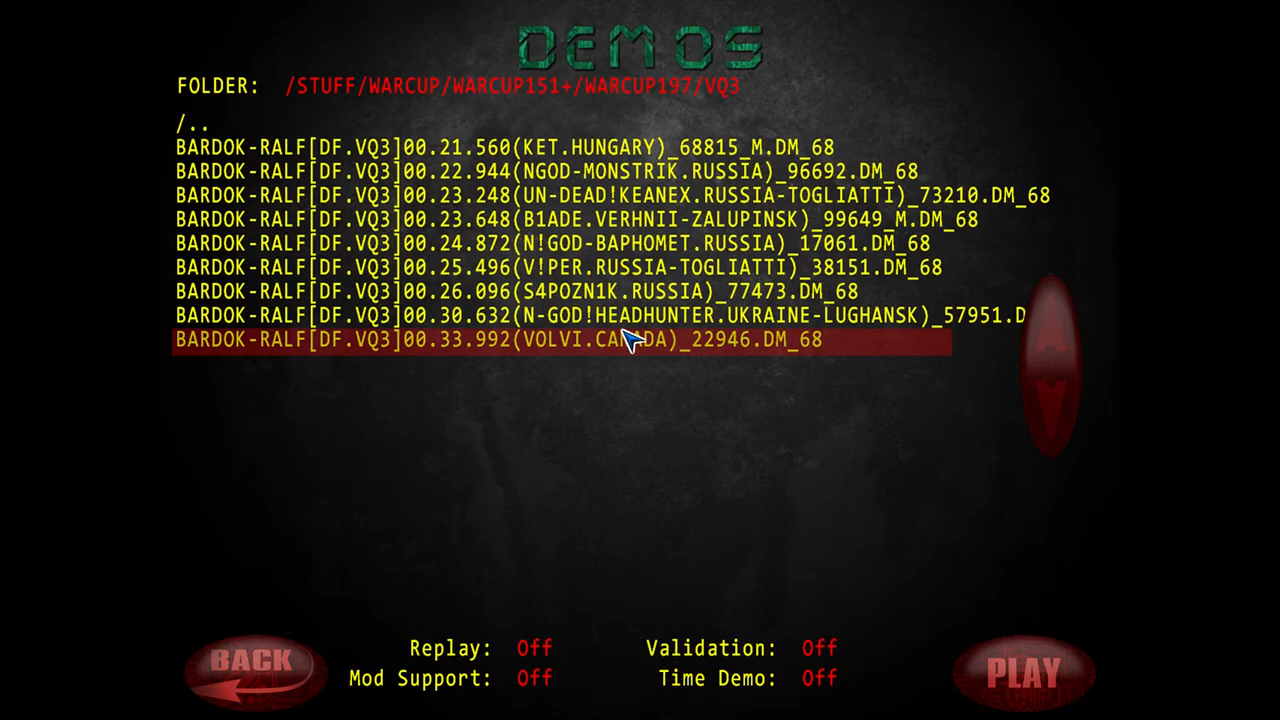 DEMOS
FOLDER: /STUFF/WARCUP/WARCUP151+/WARCUP197/VQ3
/..
BARDOK-RALF[DF.VQ3]00.21.560(KET.HUNGARY)_68815_M.DM_68
BARDOK-RALF[DF.VQ3]00.22.944(NGOD-MONSTRIK.RUSSIA)_96692.DM_68
BARDOK-RALF[DF.VQ3]00.23.248(UN-DEAD!KEANEX.RUSSIA-TOGLIATTI)_73210.DM_68
BARDOK-RALF[DF.VQ3]00.23.648(B1ADE.VERHNII-ZALUPINSK)_99649_M.DM_68
BARDOK-RALF[DF.VQ3]00.24.872(N!GOD-BAPHOMET.RUSSIA)_17061.DM_68
BARDOK-RALF[DF.VQ3]00.25.496(V!PER.RUSSIA-TOGLIATTI)_38151.DM_68
BARDOK-RALF[DF.VQ3]00.26.096(S4POZN1K.RUSSIA)_77473.DM_68
BARDOK-RALF[DF.VQ3]00.30.632(N-GOD!HEADHUNTER.UKRAINE-LUGHANSK)_57951.D
BARDOK-RALF[DF.VQ3]00.33.992(VOLVI.CANADA)_22946.DM_68
Replay: Off Validation: Off
Mod Support: Off Time Demo: Off
BACK
PLAY